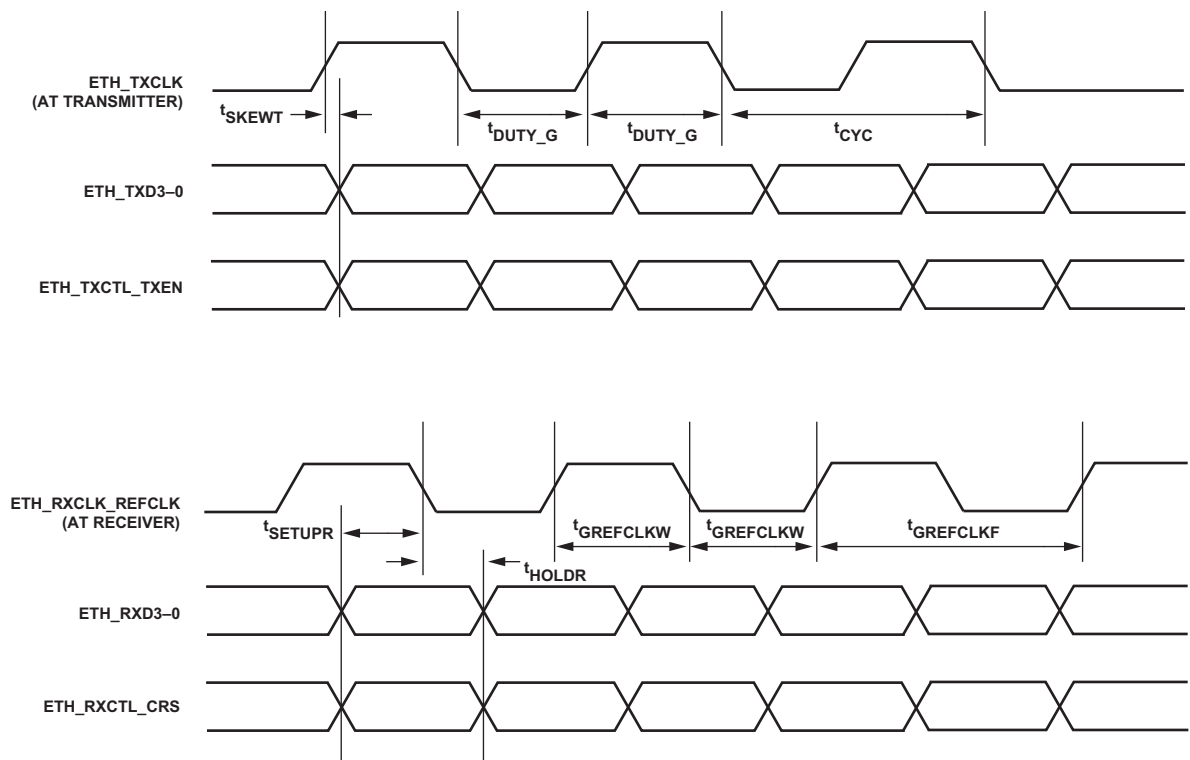 ETH_TXCLK
(AT TRANSMITTER)
tSKEWT
tDUTY_G
tDUTY_G
tCYC
ETH_TXD3–0
ETH_TXCTL_TXEN
ETH_RXCLK_REFCLK
(AT RECEIVER)
tSETUPR
tGREFCLKW
tGREFCLKW
tGREFCLKF
tHOLDR
ETH_RXD3–0
ETH_RXCTL_CRS